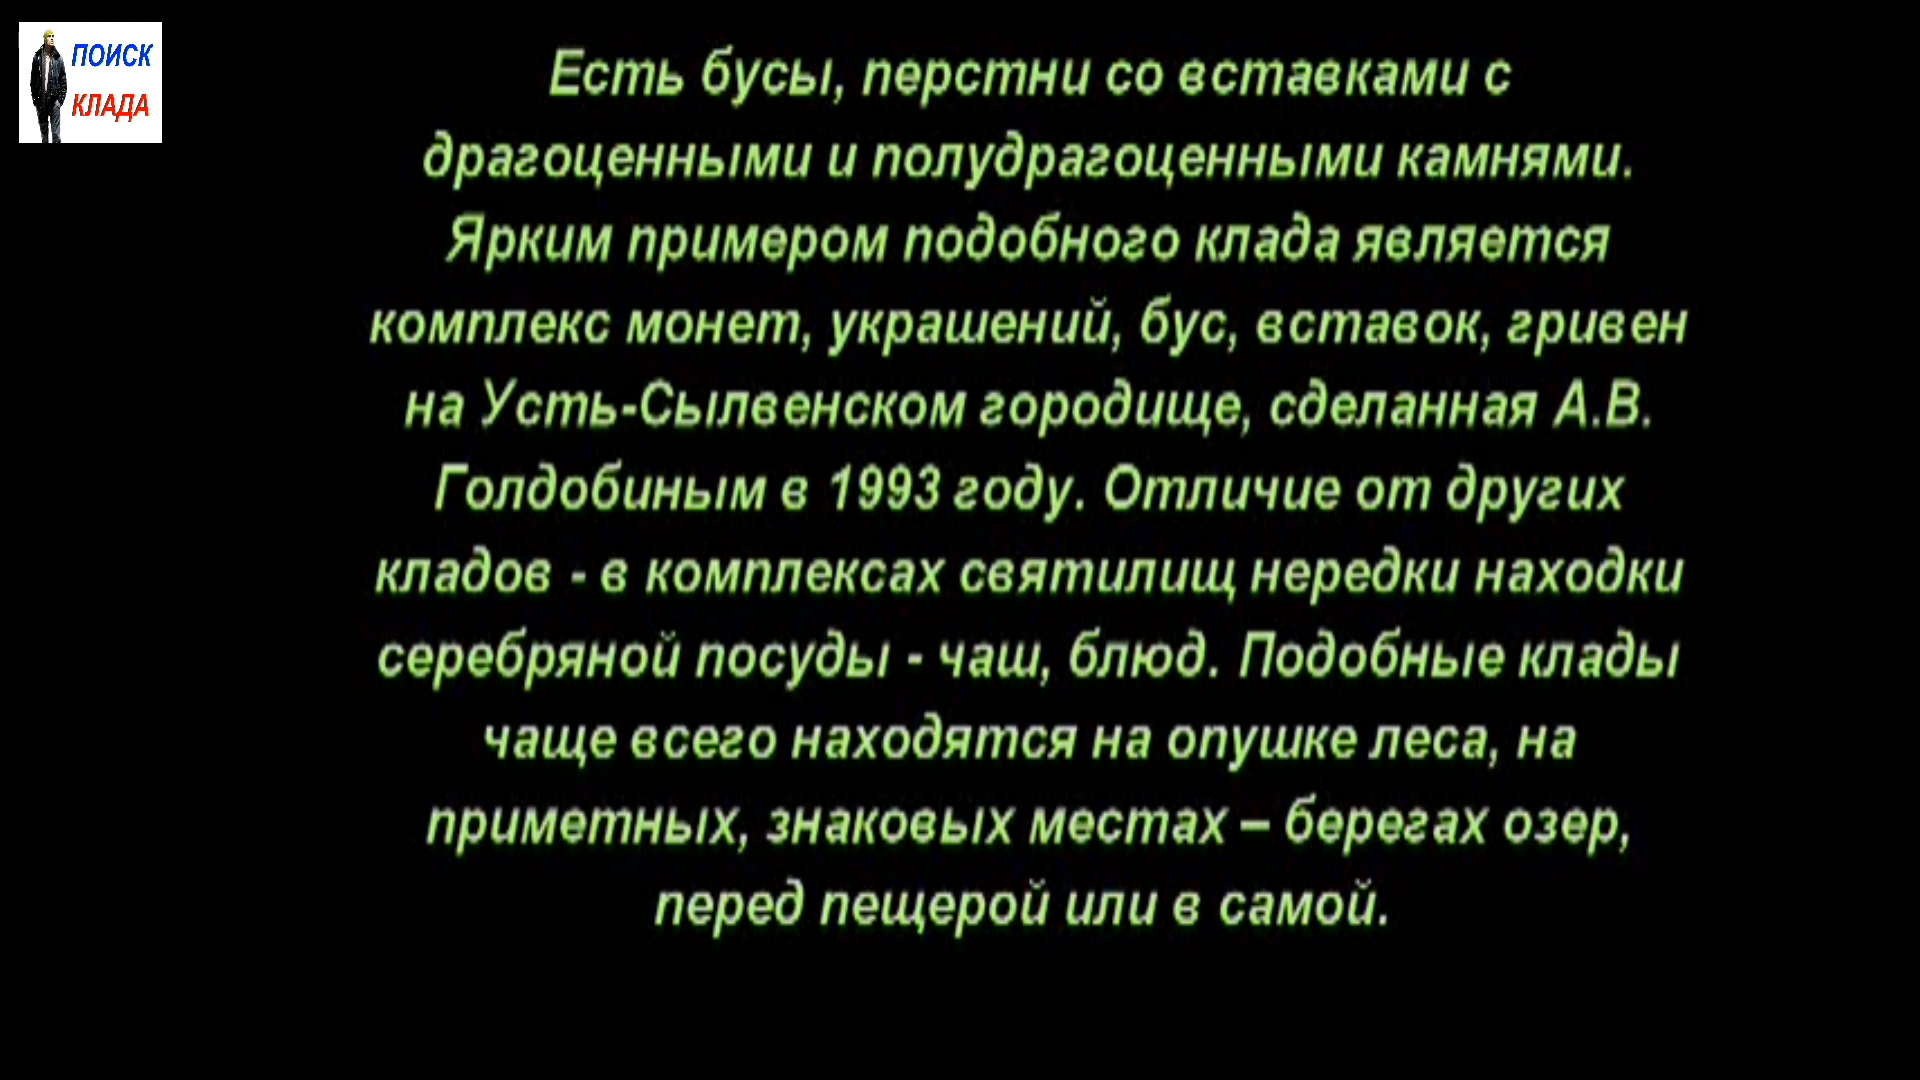 ПОИСК
КЛАДА
Есть бусы, перстни со вставками с
драгоценными и полудрагоценными камнями.
Ярким примером подобного клада является
комплекс монет, украшений, бус, вставок, гривен
на Усть-Сылвенском городище, сделанная А.В.
Голдобиным в 1993 году. Отличие от других
кладов - в комплексах святилищ нередки находки
серебряной посуды - чаш, блюд. Подобные клады
чаще всего находятся на опушке леса, на
приметных, знаковых местах – берегах озер,
перед пещерой или в самой.